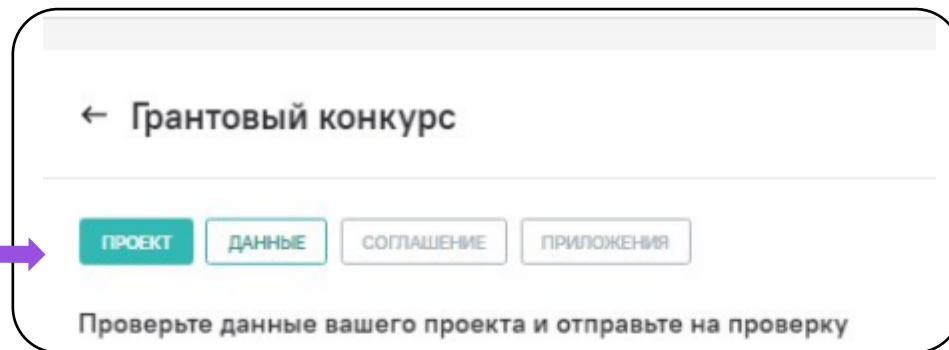 ← Грантовый конкурс
ПРОЕКТ ДАННЫЕ СОГЛАШЕНИЕ ПРИЛОЖЕНИЯ
Проверьте данные вашего проекта и отправьте на проверку